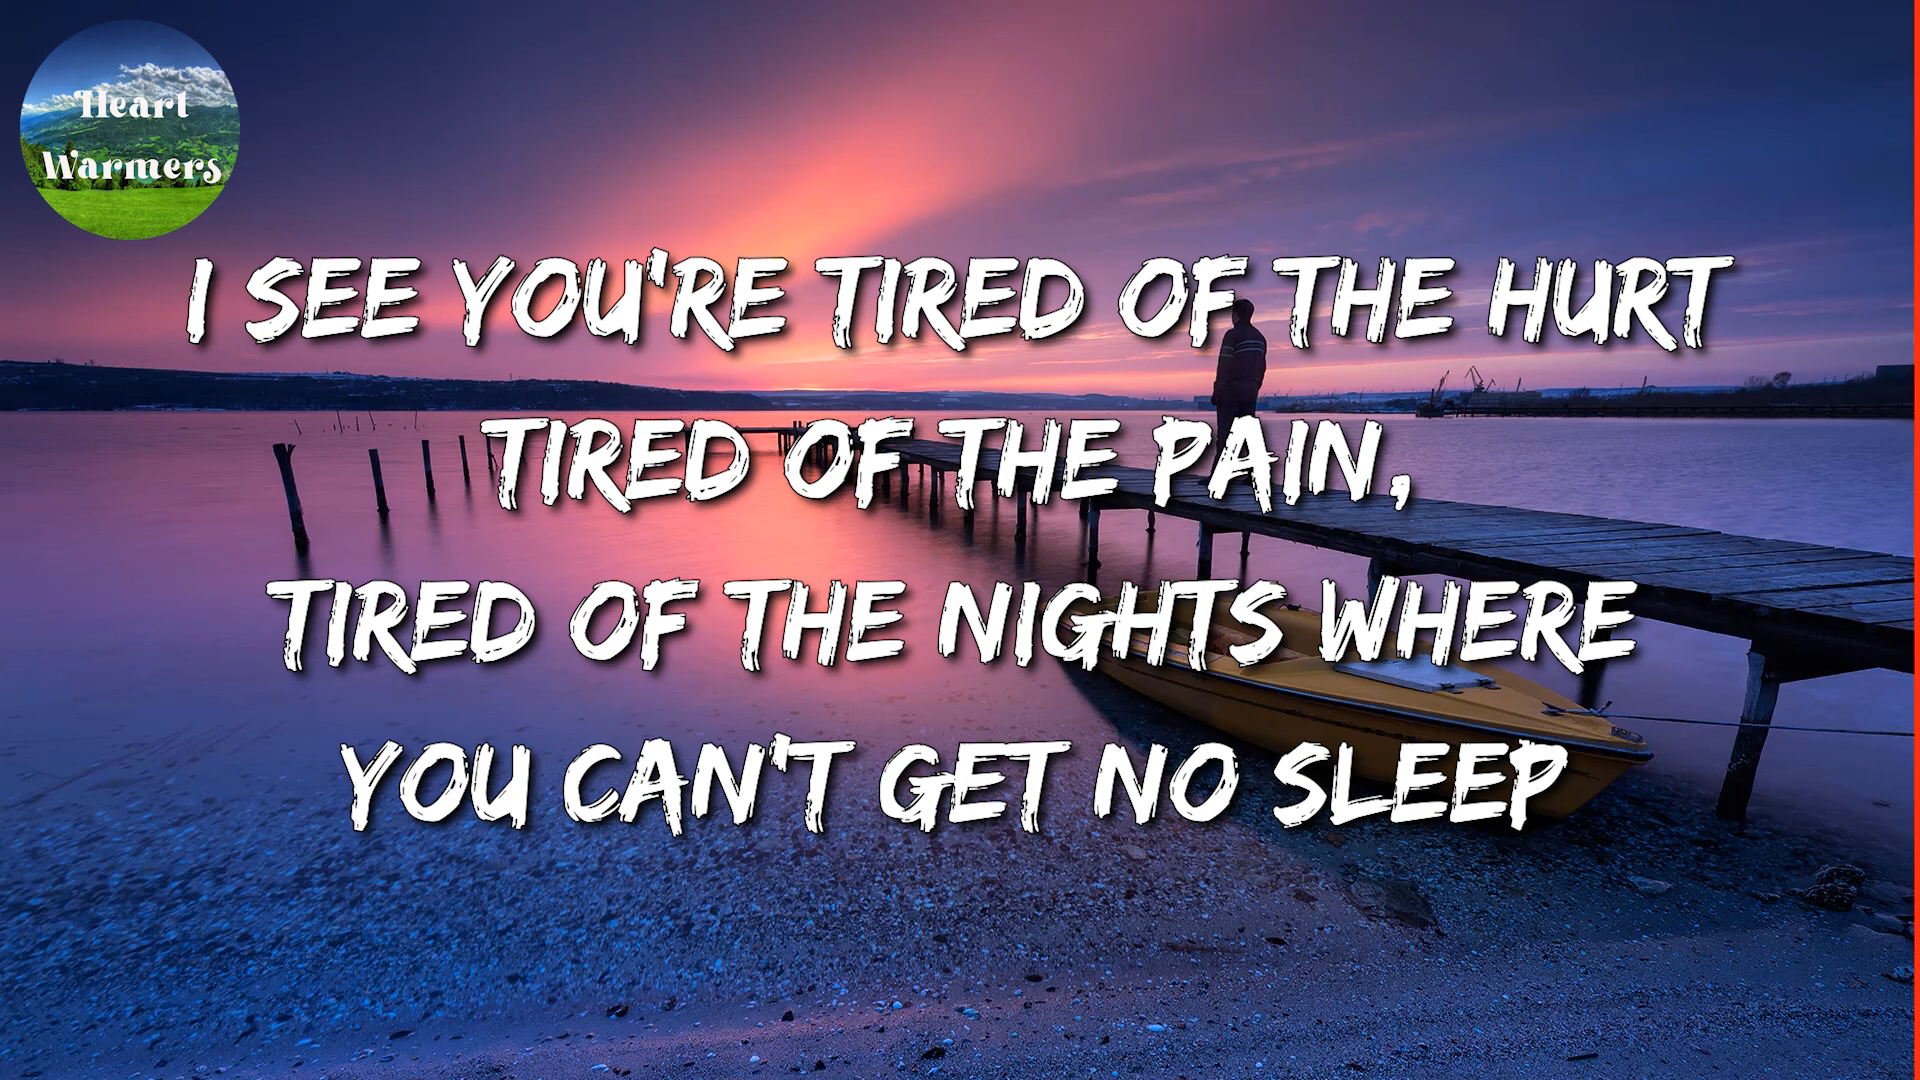 Heart
Warmers
I SEE YOU'RE TIRED OF THE HURT
TIRED OF THE PAIN,
TIRED OF THE NIGHTS WHERE
YOU CAN'T GET NO SLEEP